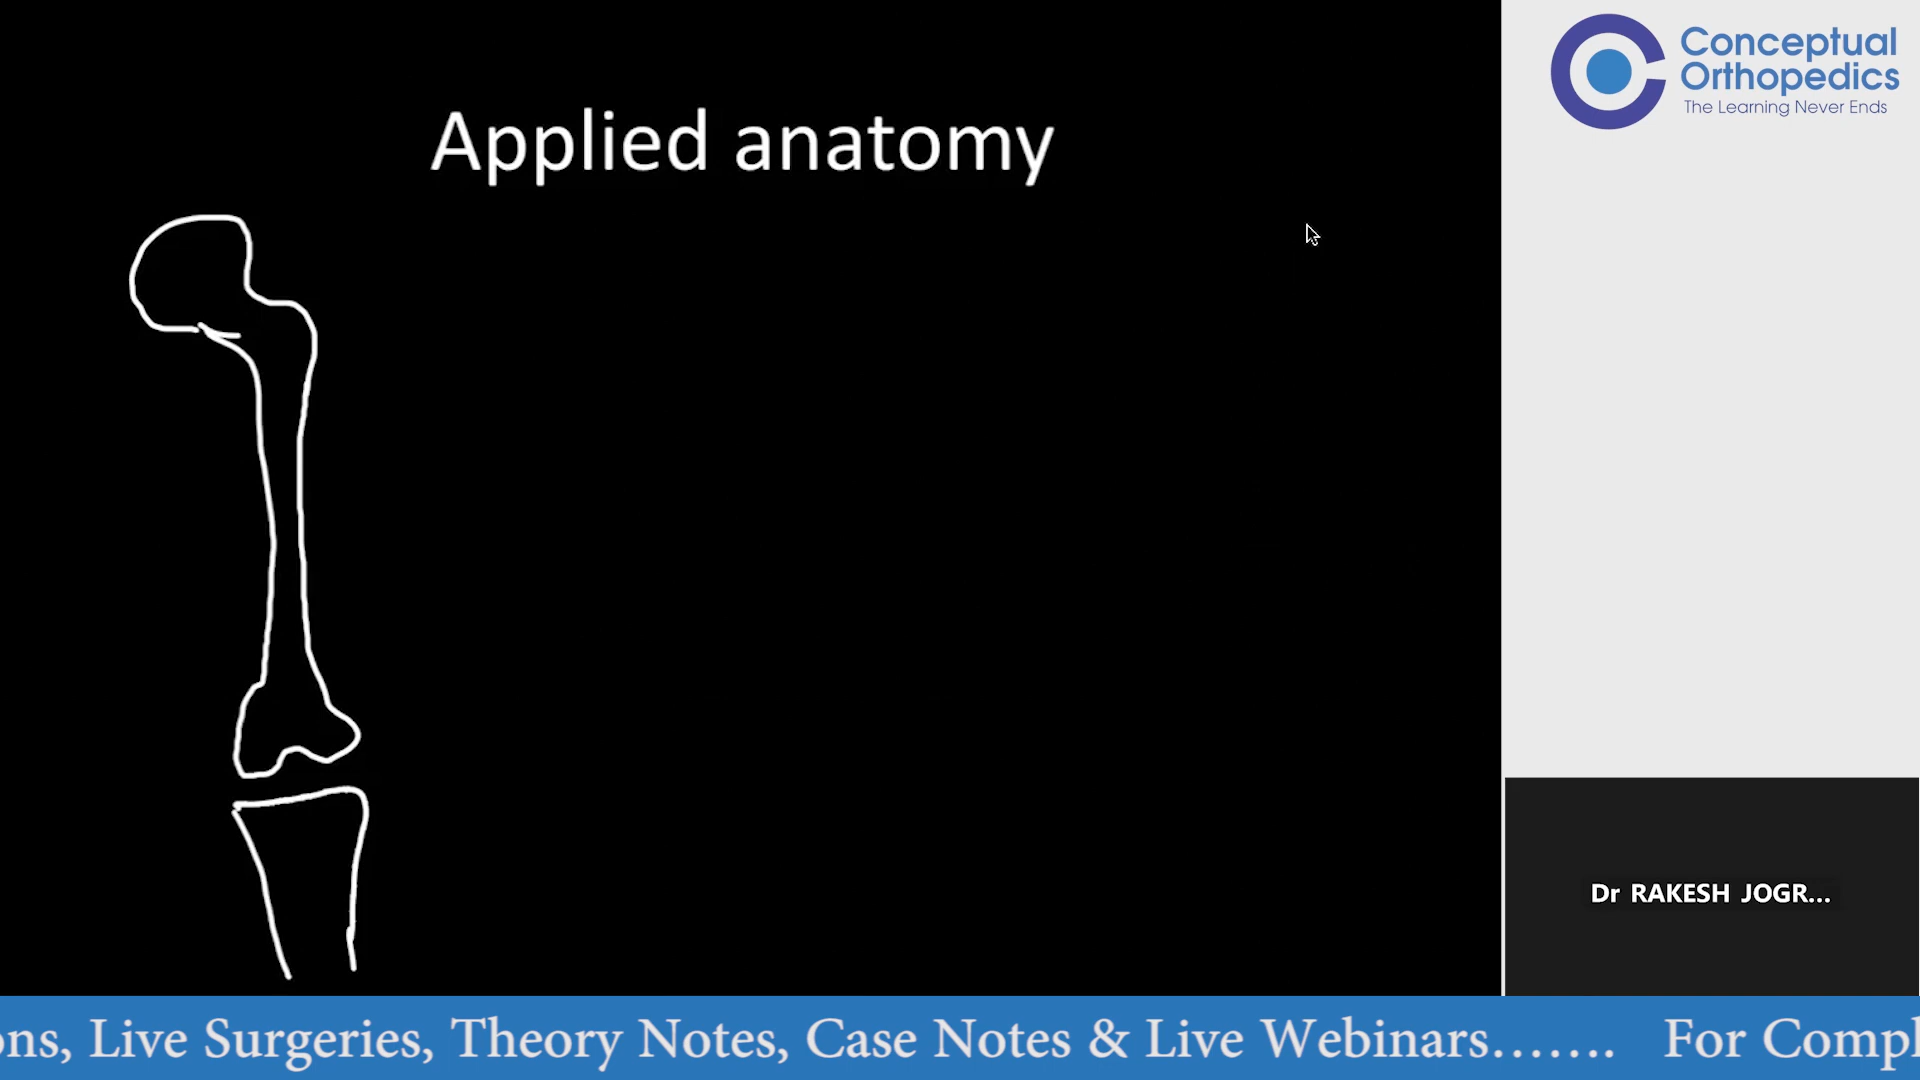 Applied anatomy
Conceptual
Orthopedics
The Learning Never Ends
Dr RAKESH JOGR...
ons, Live Surgeries, Theory Notes, Case Notes & Live Webinars....... For Compl